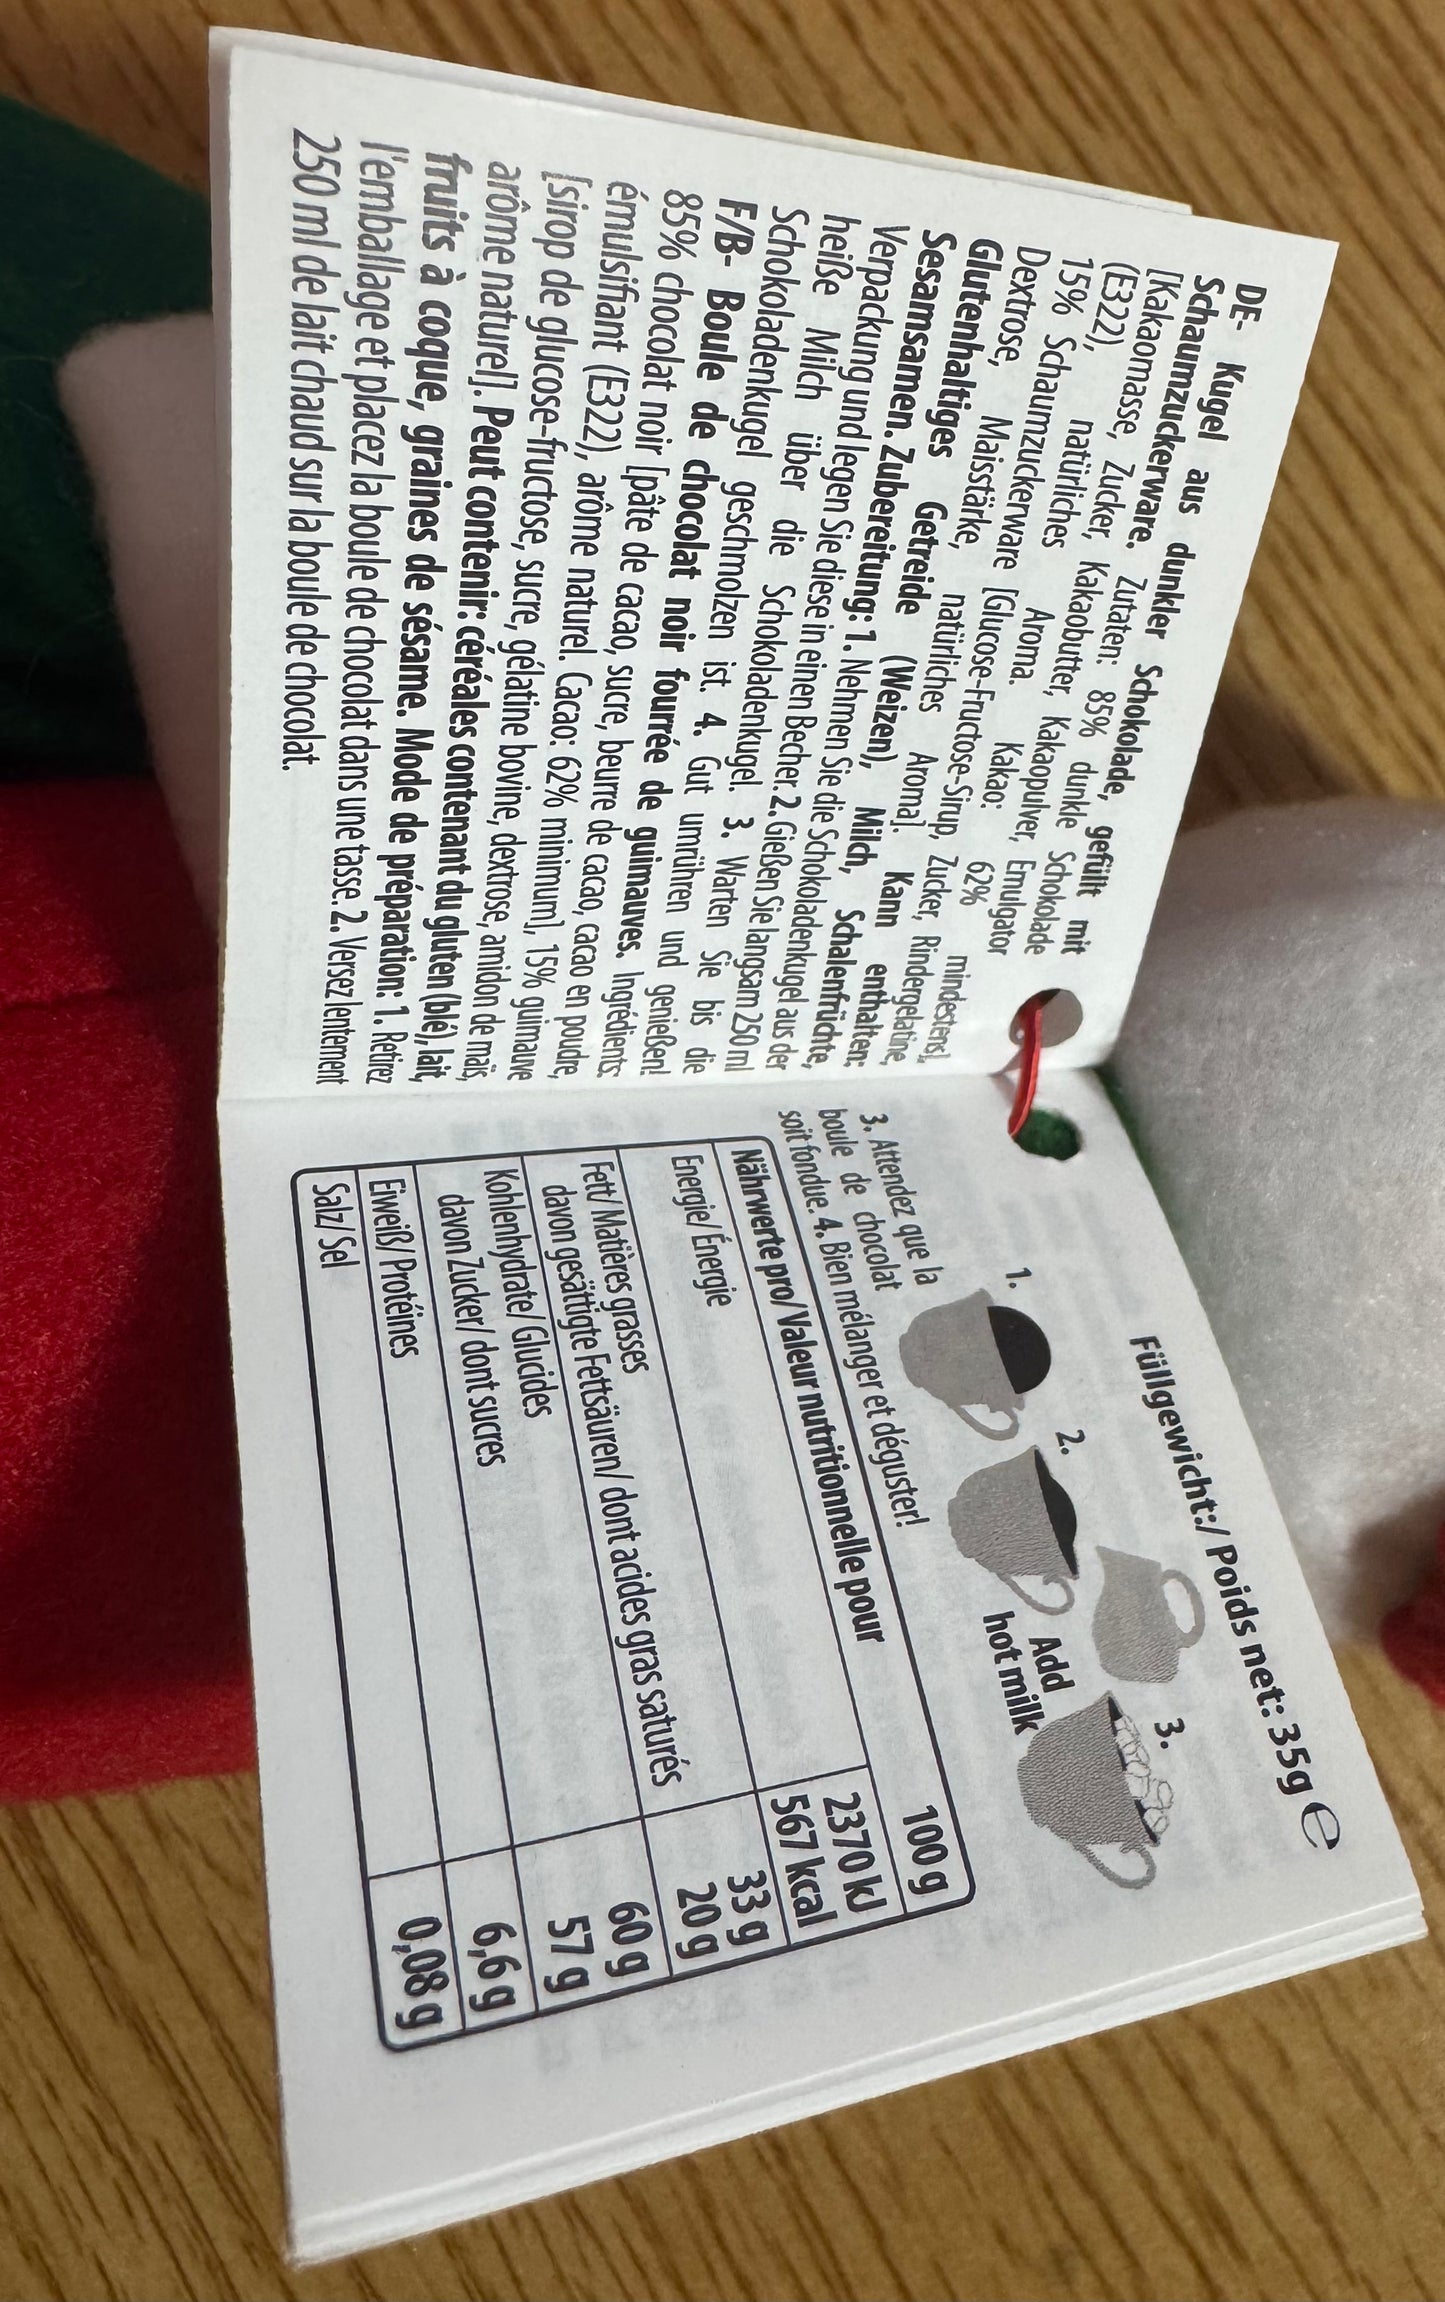 DE- Kugel aus dunkler Schokolade, gefüllt mit
Schaumzuckerware. Zutaten: 85% dunkle Schokolade
[Kakaomasse, Zucker, Kakaobutter, Kakaopulver, Emulgator
(E322), natürliches Aroma. Kakao: 62% mindestens],
15% Schaumzuckerware [Glucose-Fructose-Sirup, Zucker, Rindergelatine,
Dextrose, Maisstärke, natürliches Aroma]. Kann enthalten:
Glutenhaltiges Getreide (Weizen), Milch, Schalenfrüchte,
Sesamsamen. Zubereitung: 1. Nehmen Sie die Schokoladenkugel aus der
Verpackung und legen Sie diese in einen Becher. 2. Gießen Sie langsam 250 ml
heiße Milch über die Schokoladenkugel. 3. Warten Sie bis die
Schokoladenkugel geschmolzen ist. 4. Gut umrühren und genießen!
F/B- Boule de chocolat noir fourrée de guimauves. Ingrédients:
85% chocolat noir [pâte de cacao, sucre, beurre de cacao, cacao en poudre,
émulsifiant (E322), arôme naturel. Cacao: 62% minimum], 15% guimauve
[sirop de glucose-fructose, sucre, gélatine bovine, dextrose, amidon de maïs,
arôme naturel]. Peut contenir: céréales contenant du gluten (blé), lait,
fruits à coque, graines de sésame. Mode de préparation: 1. Retirez
l'emballage et placez la boule de chocolat dans une tasse. 2. Versez lentement
250 ml de lait chaud sur la boule de chocolat.
Füllgewicht:/ Poids net: 35g ℮
1.
2.
3.
Add
hot milk
3. Attendez que la
boule de chocolat
soit fondue. 4. Bien mélanger et déguster!
Nährwerte pro/ Valeur nutritionnelle pour 100 g
Energie/ Énergie 2370 kJ
567 kcal
Fett/ Matières grasses 33 g
davon gesättigte Fettsäuren/ dont acides gras saturés 20 g
Kohlenhydrate/ Glucides 60 g
davon Zucker/ dont sucres 57 g
Eiweiß/ Protéines 6,6 g
Salz/ Sel 0,08 g